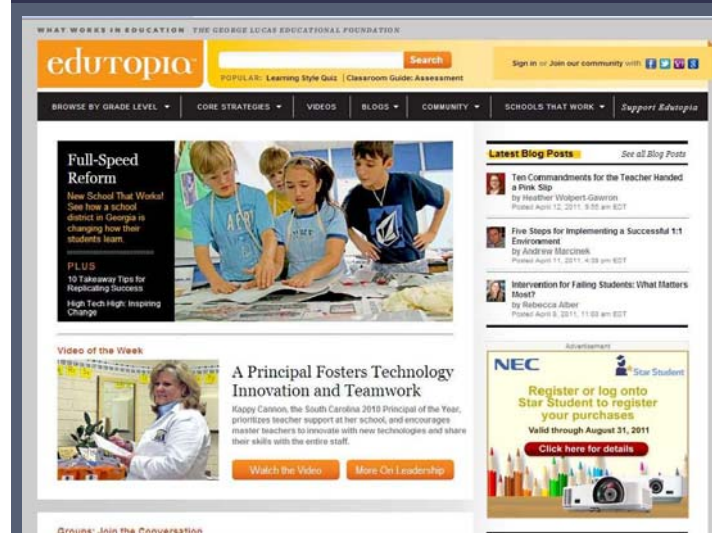 WHAT WORKS IN EDUCATION THE GEORGE LUCAS EDUCATIONAL FOUNDATION
edutopia
Search
POPULAR: Learning Style Quiz | Classroom Guide: Assessment
Sign in or Join our community with
BROWSE BY GRADE LEVEL
CORE STRATEGIES
VIDEOS
BLOGS
COMMUNITY
SCHOOLS THAT WORK
Support Edutopia
Full-Speed
Reform
New School That Works!
See how a school
district in Georgia is
changing how their
students learn.
PLUS
10 Takeaway Tips for
Replicating Success
High Tech High: Inspiring
Change
Latest Blog Posts
See all Blog Posts
Ten Commandments for the Teacher Handed
a Pink Slip
by Heather Wolpert-Gawron
Posted April 12, 2011, 9:55 am EDT
Five Steps for Implementing a Successful 1:1
Environment
by Andrew Marcinek
Posted April 11, 2011, 4:39 pm EDT
Intervention for Failing Students: What Matters
Most?
by Rebecca Alber
Posted April 8, 2011, am EDT
Video of the Week
A Principal Fosters Technology
Innovation and Teamwork
Kappy Cannon, the South Carolina 2010 Principal of the Year,
prioritizes teacher support at her school, and encourages
master teachers to innovate with new technologies and share
their skills with the entire staff.
Watch the Video
More On Leadership
Advertisement
NEC
Star Student
Register or log onto
Star Student to register
your purchases
Valid through August 31, 2011
Click here for details
Groups: Join the Conversation